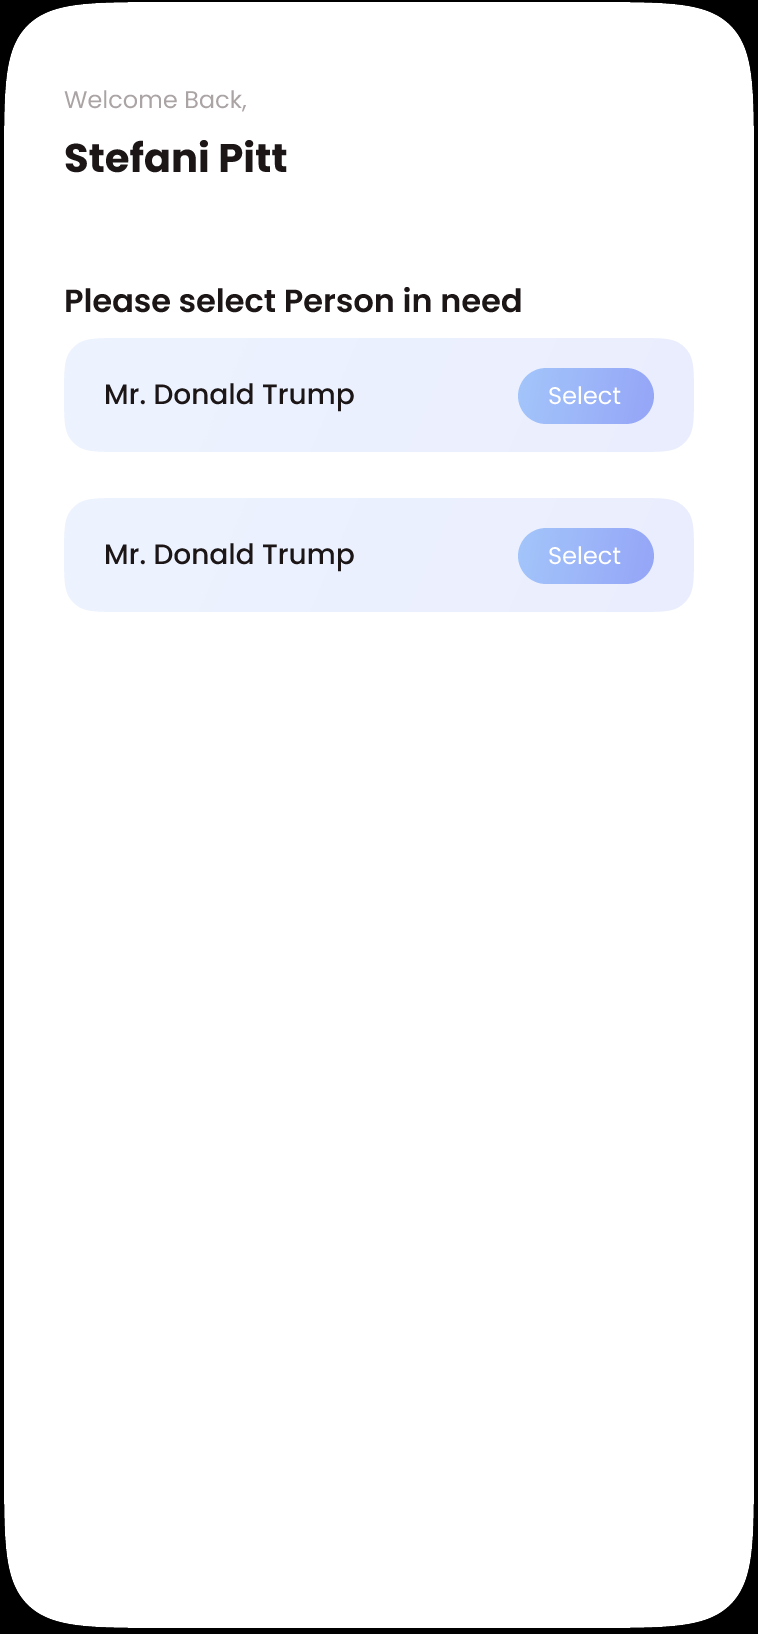 Welcome Back,
Stefani Pitt
Please select Person in need
Mr. Donald Trump
Select
Mr. Donald Trump
Select